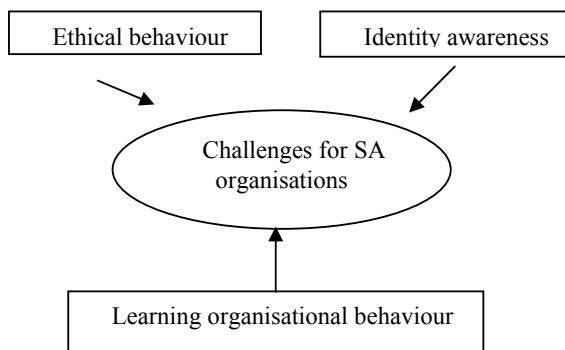 Ethical behaviour
Identity awareness
Challenges for SA
organisations
Learning organisational behaviour